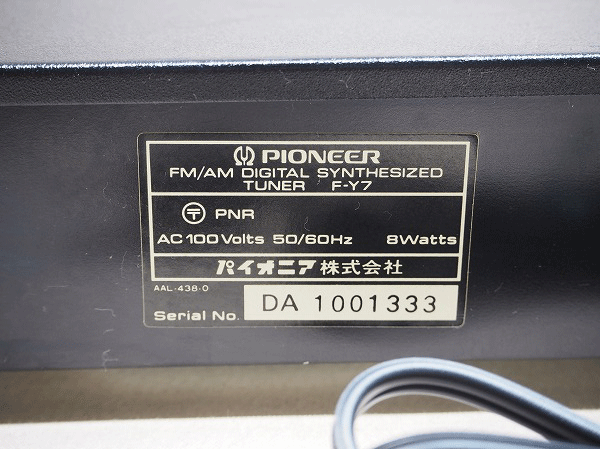 PIONEER
FM/AM DIGITAL SYNTHESIZED
TUNER F-Y7
〒 PNR
AC 100 Volts 50/60Hz 8Watts
パイオニア株式会社
AAL-438-0
Serial No. DA 1001333